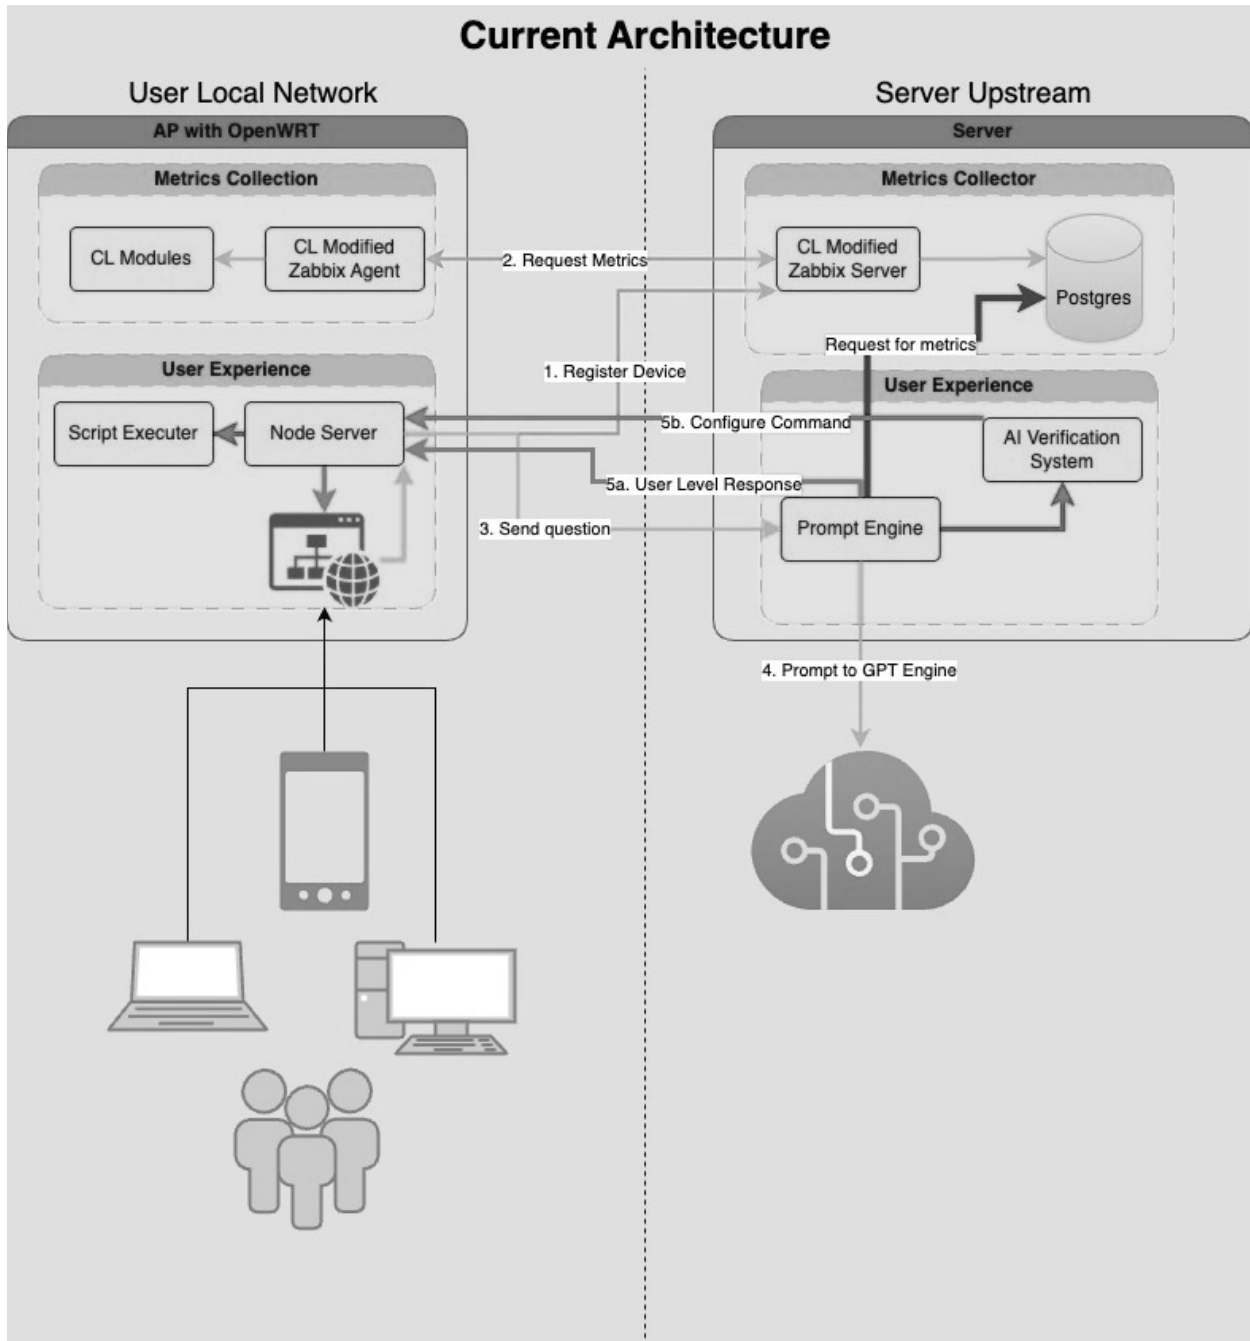 Current Architecture
User Local Network
Server Upstream
AP with OpenWRT
Metrics Collection
CL Modules
CL Modified
Zabbix Agent
2. Request Metrics
User Experience
1. Register Device
Script Executer
Node Server
Server
Metrics Collector
CL Modified
Zabbix Server
Postgres
Request for metrics
User Experience
5b. Configure Command
AI Verification
System
5a. User Level Response
3. Send question
Prompt Engine
4. Prompt to GPT Engine